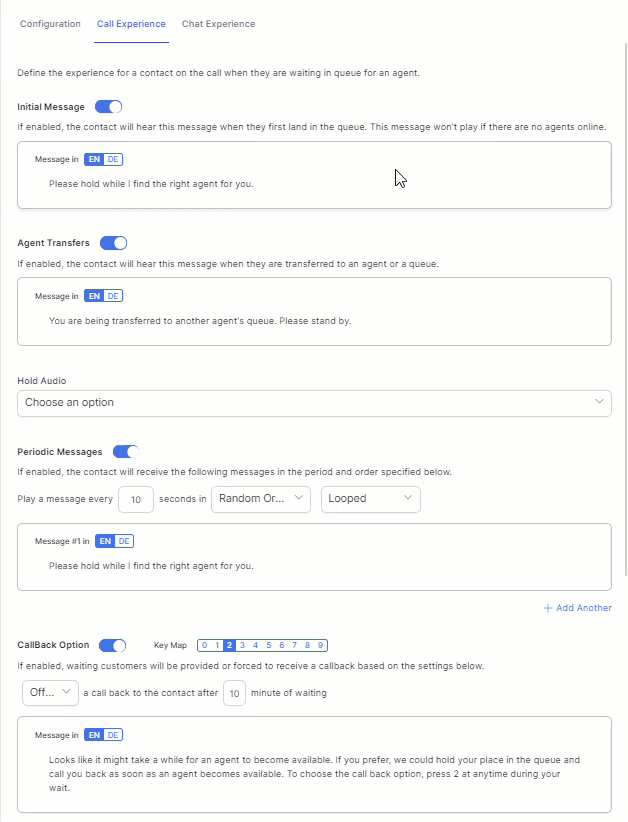 Configuration Call Experience Chat Experience
Define the experience for a contact on the call when they are waiting in queue for an agent.
Initial Message
If enabled, the contact will hear this message when they first land in the queue. This message won't play if there are no agents online.
Message in EN DE
Please hold while I find the right agent for you.
Agent Transfers
If enabled, the contact will hear this message when they are transferred to an agent or a queue.
Message in EN DE
You are being transferred to another agent's queue. Please stand by.
Hold Audio
Choose an option
Periodic Messages
If enabled, the contact will receive the following messages in the period and order specified below.
Play a message every 10 seconds in Random Or... Looped
Message #1 in EN DE
Please hold while I find the right agent for you.
+ Add Another
CallBack Option Key Map 0 1 2 3 4 5 6 7 8 9
If enabled, waiting customers will be provided or forced to receive a callback based on the settings below.
Off... a call back to the contact after 10 minute of waiting
Message in EN DE
Looks like it might take a while for an agent to become available. If you prefer, we could hold your place in the queue and
call you back as soon as an agent becomes available. To choose the call back option, press 2 at anytime during your
wait.